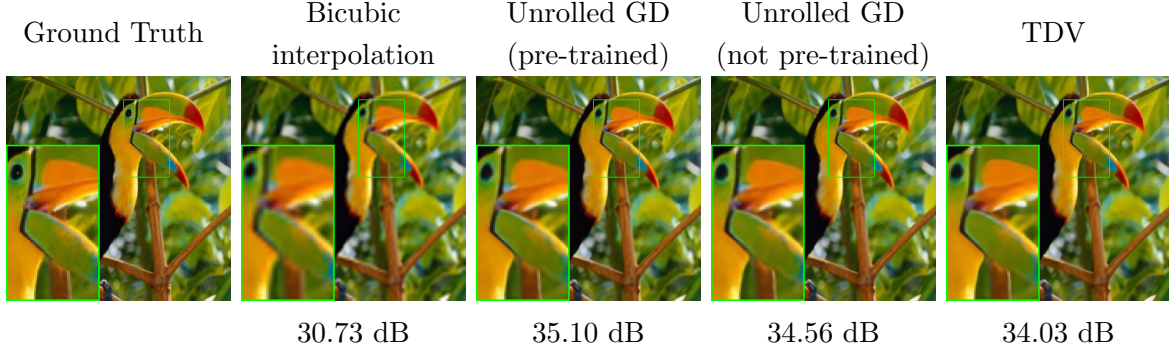 Ground Truth
Bicubic
interpolation
Unrolled GD
(pre-trained)
Unrolled GD
(not pre-trained)
TDV
30.73 dB
35.10 dB
34.56 dB
34.03 dB